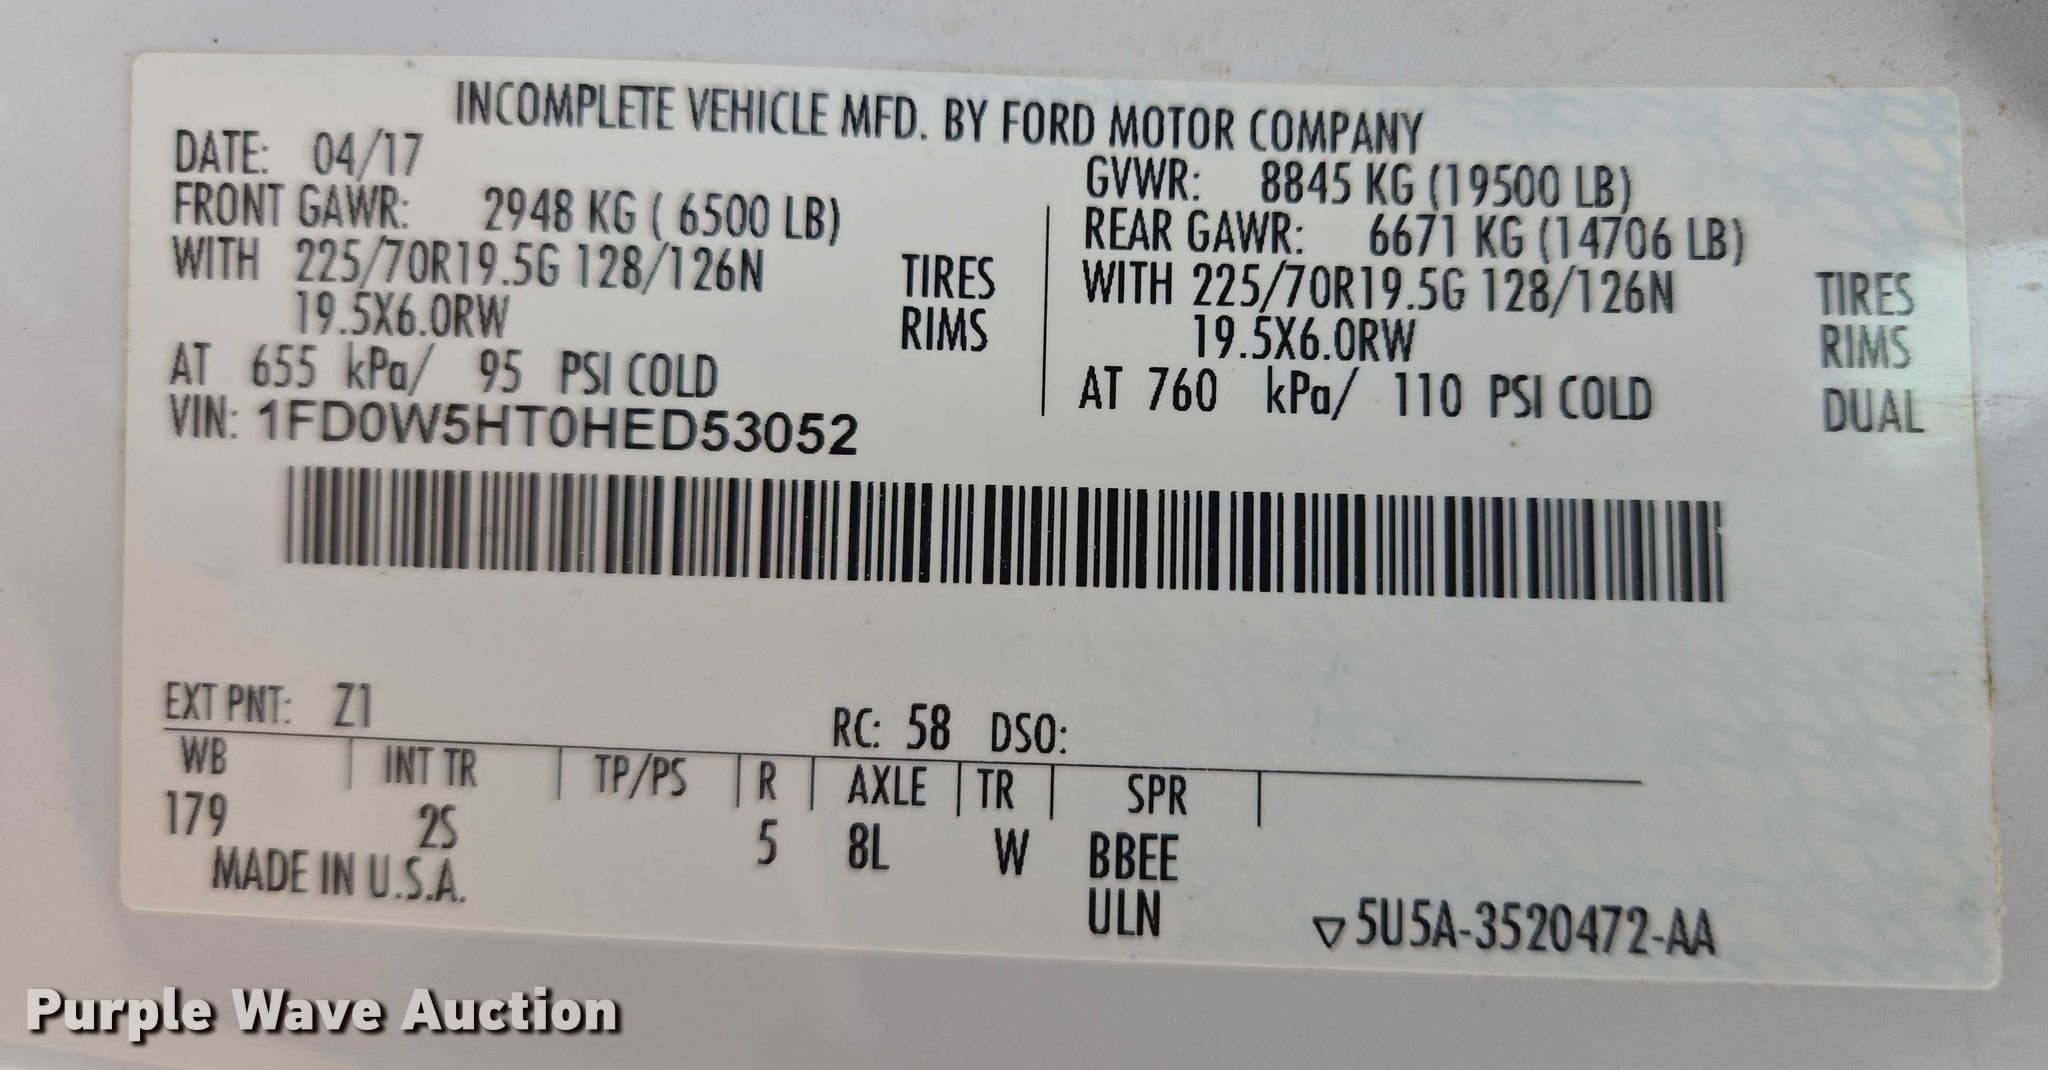 INCOMPLETE VEHICLE MFD. BY FORD MOTOR COMPANY
DATE: 04/17
GVWR: 8845 KG (19500 LB)
FRONT GAWR: 2948 KG ( 6500 LB)
REAR GAWR: 6671 KG (14706 LB)
WITH 225/70R19.5G 128/126N TIRES
WITH 225/70R19.5G 128/126N TIRES
19.5X6.0RW RIMS
19.5X6.0RW RIMS
AT 655 kPa/ 95 PSI COLD
AT 760 kPa/ 110 PSI COLD DUAL
VIN: 1FD0W5HT0HED53052
EXT PNT: Z1 RC: 58 DSO:
WB INT TR TP/PS R AXLE TR SPR
179 2S 5 8L W BBEE
MADE IN U.S.A. ULN
▽5U5A-3520472-AA
Purple Wave Auction